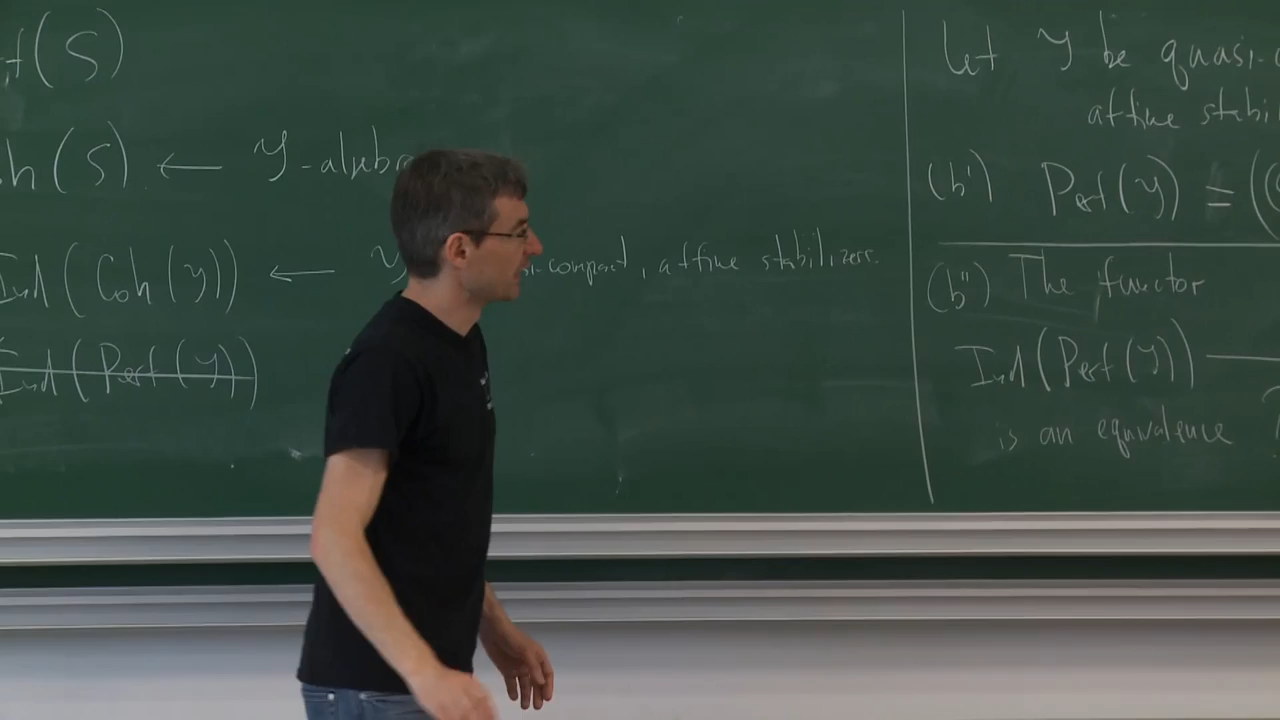 (S)
h(S) ← Y-algebr
Ind(Coh(Y)) ← Y -compact, affine stabilizers.
Ind(Perf(Y))
Let Y be quasi-
affine stabi
(b') Perf(Y) = (
(b") The functor
Ind(Perf(Y)) —
is an equivalence